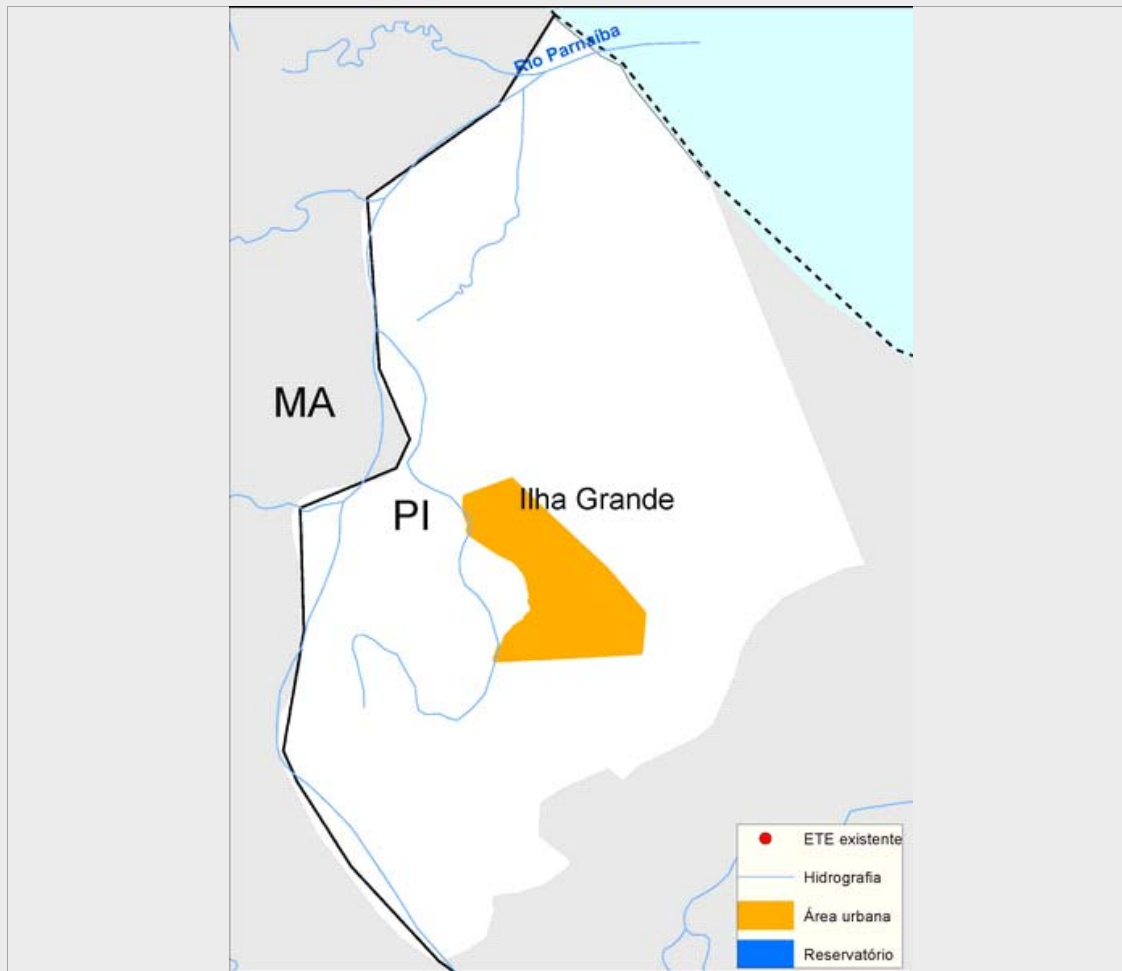 Rio Parnaíba
MA
Ilha Grande
PI
ETE existente
Hidrografia
Área urbana
Reservatório